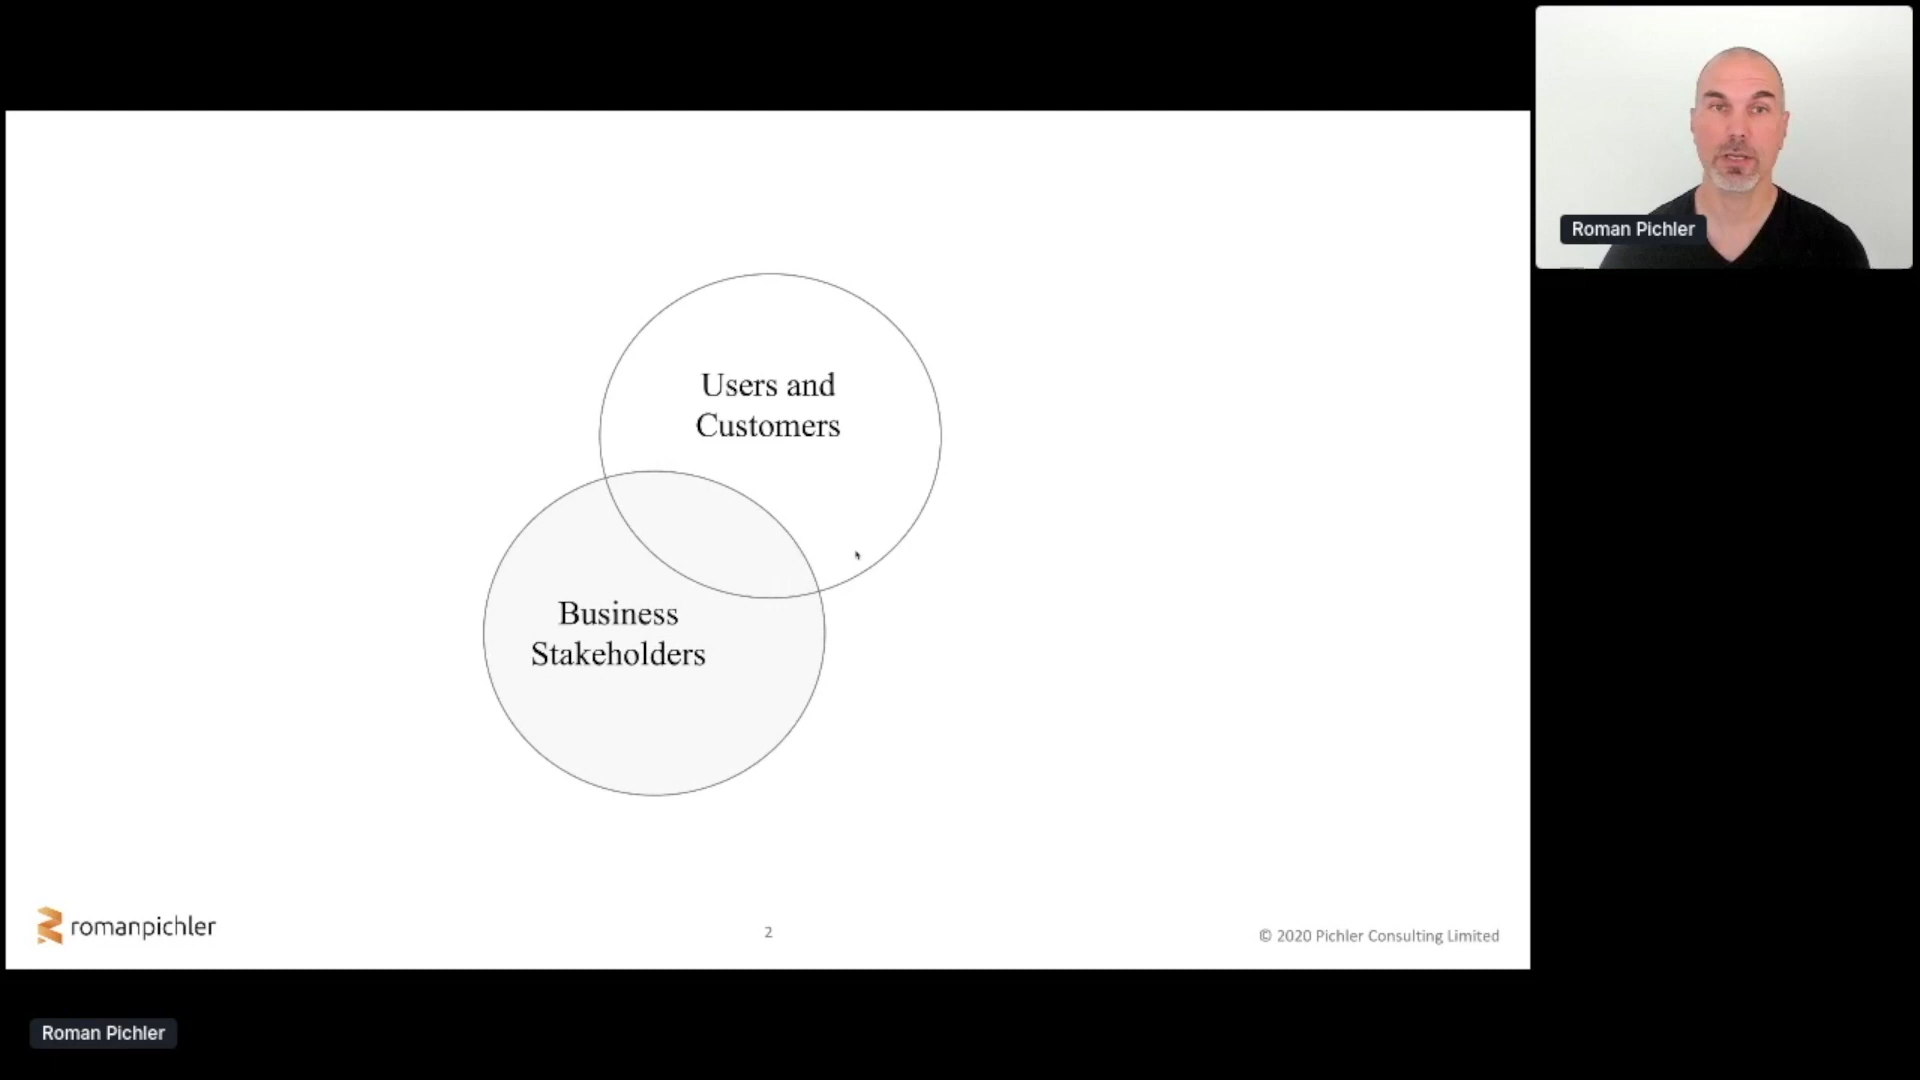 Roman Pichler
Users and
Customers
Business
Stakeholders
romanpichler
2
© 2020 Pichler Consulting Limited
Roman Pichler